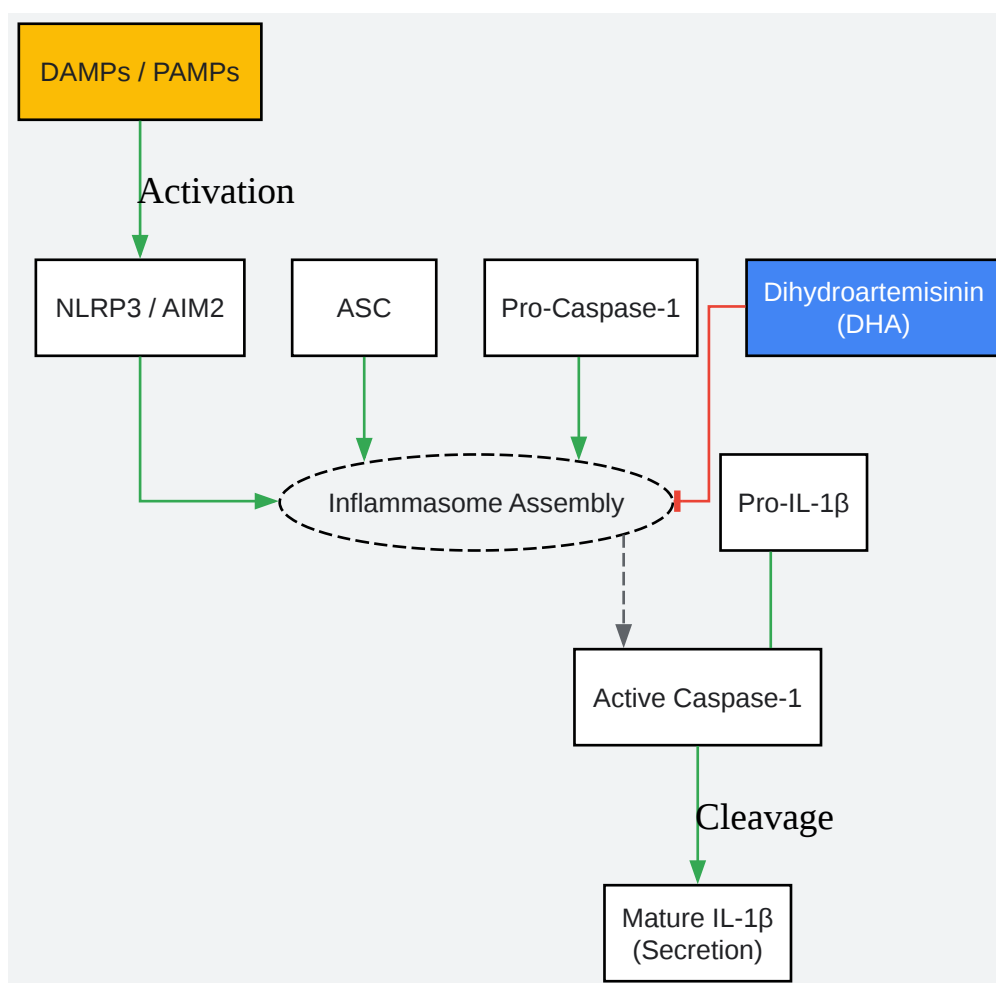 DAMPs / PAMPs
Activation
NLRP3 / AIM2
ASC
Pro-Caspase-1
Dihydroartemisinin
(DHA)
Inflammasome Assembly
Pro-IL-1β
Active Caspase-1
Cleavage
Mature IL-1β
(Secretion)